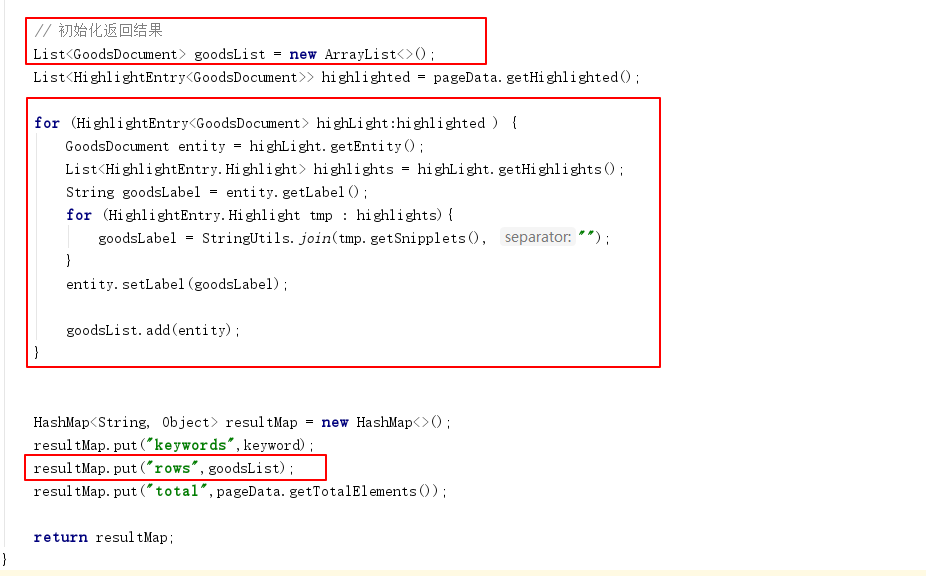 // 初始化返回结果
List<GoodsDocument> goodsList = new ArrayList<>();
List<HighlightEntry<GoodsDocument>> highlighted = pageData.getHighlighted();
for (HighlightEntry<GoodsDocument> highLight:highlighted ) {
GoodsDocument entity = highLight.getEntity();
List<HighlightEntry.Highlight> highlights = highLight.getHighlights();
String goodsLabel = entity.getLabel();
for (HighlightEntry.Highlight tmp : highlights){
goodsLabel = StringUtils.join(tmp.getSnipplets(), separator: "");
}
entity.setLabel(goodsLabel);
goodsList.add(entity);
}
HashMap<String, Object> resultMap = new HashMap<>();
resultMap.put("keywords",keyword);
resultMap.put("rows",goodsList);
resultMap.put("total",pageData.getTotalElements());
return resultMap;
}